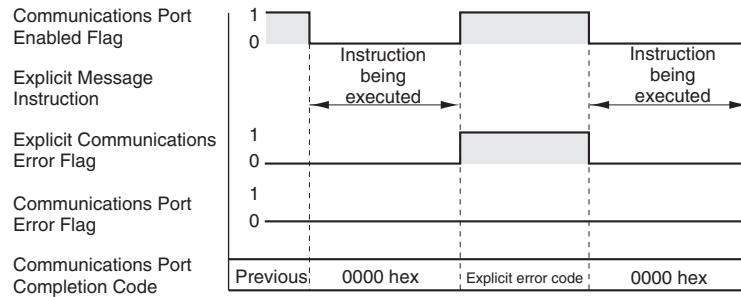 Communications Port
Enabled Flag
1
0
Instruction
being
executed
Instruction
being
executed
Explicit Message
Instruction
Explicit Communications
Error Flag
1
0
Communications Port
Error Flag
1
0
Communications Port
Completion Code
Previous
0000 hex
Explicit error code
0000 hex